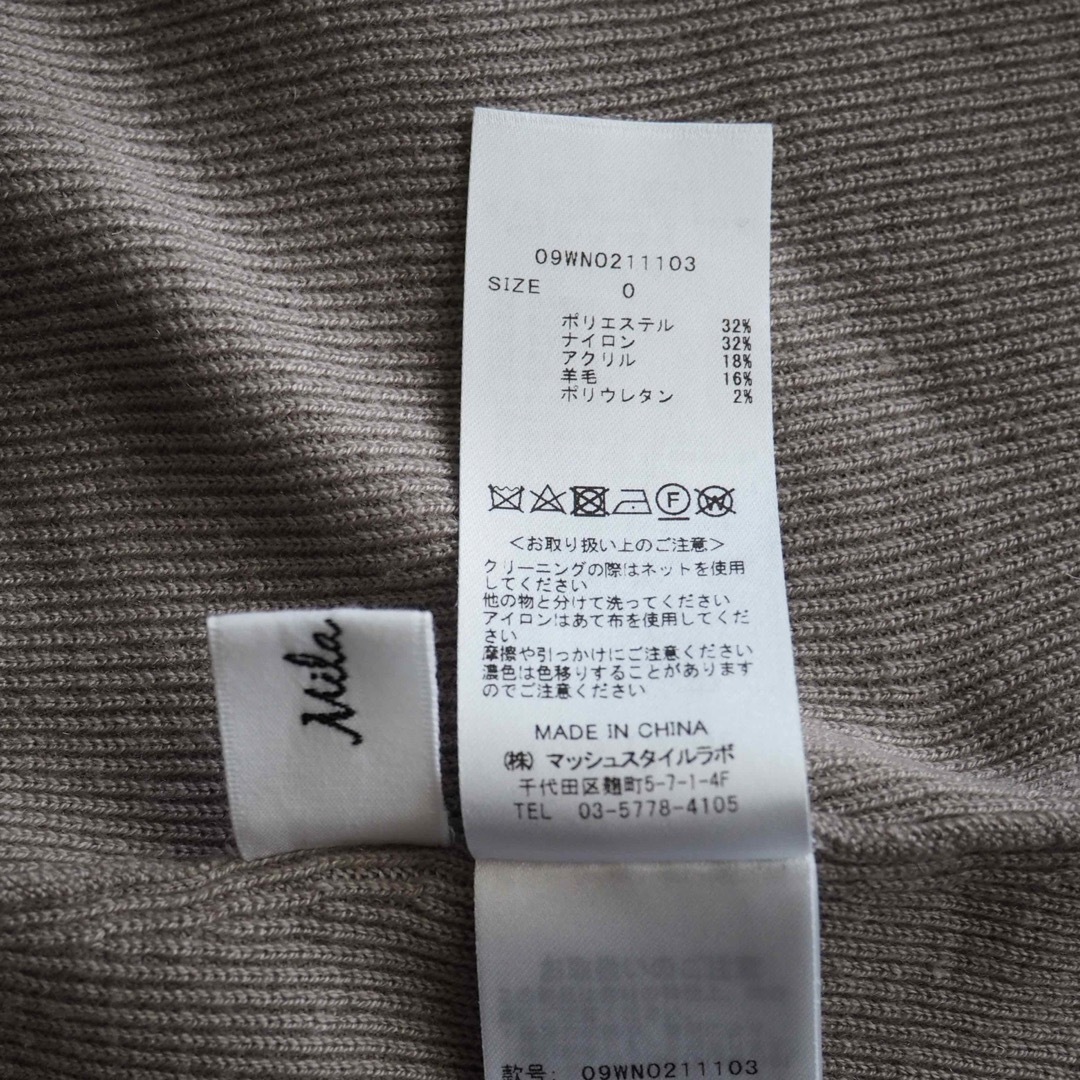 09WNO211103
SIZE 0
ポリエステル 32%
ナイロン 32%
アクリル 18%
羊毛 16%
ポリウレタン 2%
F W
<お取り扱い上のご注意>
クリーニングの際はネットを使用
してください
他の物と分けて洗ってください
アイロンはあて布を使用してくだ
さい
摩擦や引っかけにご注意ください
濃色は色移りすることがあります
のでご注意ください
MADE IN CHINA
(株) マッシュスタイルラボ
千代田区麹町5-7-1-4F
TEL 03-5778-4105
Mila
款号: 09WNO211103